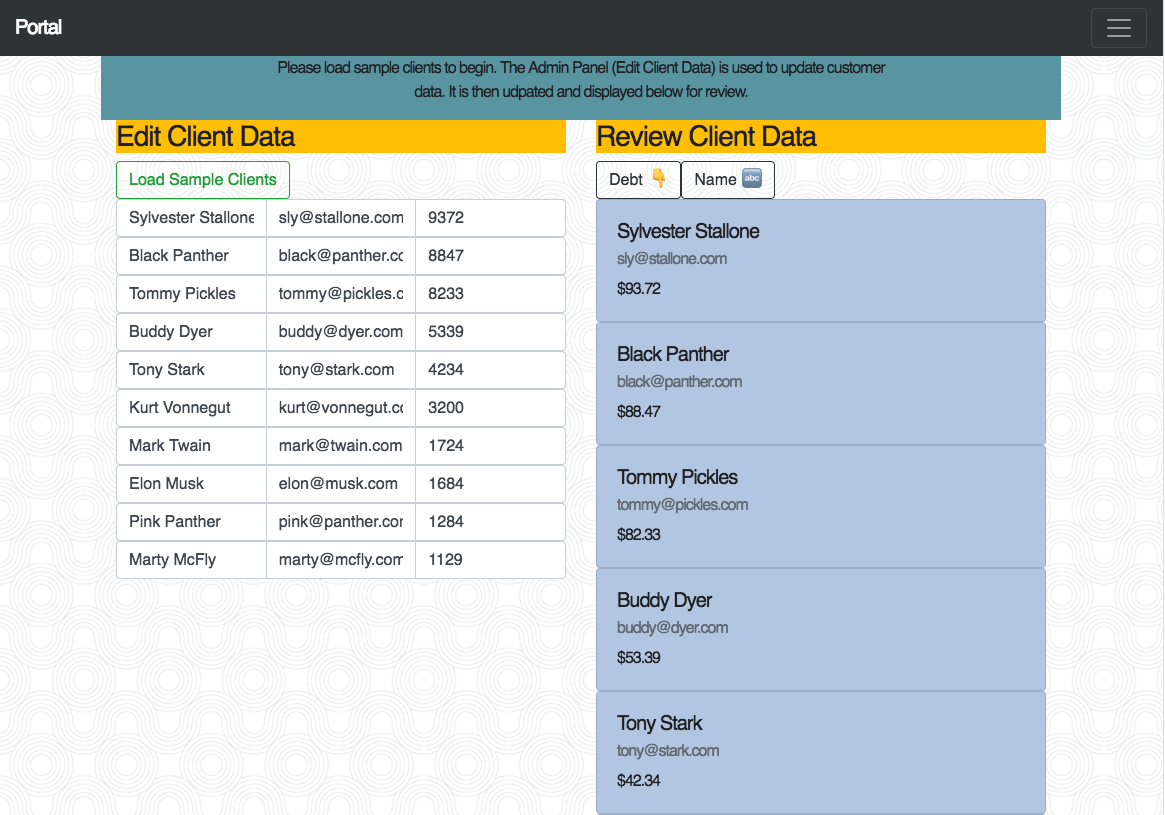 Portal
Please load sample clients to begin. The Admin Panel (Edit Client Data) is used to update customer
data. It is then udpated and displayed below for review.
Edit Client Data
Load Sample Clients
Sylvester Stallone sly@stallone.com 9372
Black Panther black@panther.co 8847
Tommy Pickles tommy@pickles.c 8233
Buddy Dyer buddy@dyer.com 5339
Tony Stark tony@stark.com 4234
Kurt Vonnegut kurt@vonnegut.co 3200
Mark Twain mark@twain.com 1724
Elon Musk elon@musk.com 1684
Pink Panther pink@panther.com 1284
Marty McFly marty@mcfly.com 1129
Review Client Data
Debt 👇 Name 🔤
Sylvester Stallone
sly@stallone.com
$93.72
Black Panther
black@panther.com
$88.47
Tommy Pickles
tommy@pickles.com
$82.33
Buddy Dyer
buddy@dyer.com
$53.39
Tony Stark
tony@stark.com
$42.34